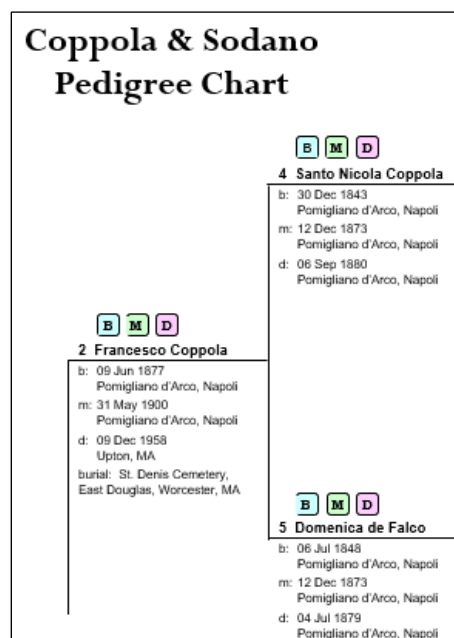 Coppola & Sodano
Pedigree Chart
B M D
4 Santo Nicola Coppola
b: 30 Dec 1843
Pomigliano d'Arco, Napoli
m: 12 Dec 1873
Pomigliano d'Arco, Napoli
d: 06 Sep 1880
Pomigliano d'Arco, Napoli
B M D
2 Francesco Coppola
b: 09 Jun 1877
Pomigliano d'Arco, Napoli
m: 31 May 1900
Pomigliano d'Arco, Napoli
d: 09 Dec 1958
Upton, MA
burial: St. Denis Cemetery,
East Douglas, Worcester, MA
B M D
5 Domenica de Falco
b: 06 Jul 1848
Pomigliano d'Arco, Napoli
m: 12 Dec 1873
Pomigliano d'Arco, Napoli
d: 04 Jul 1879
Pomigliano d'Arco, Napoli